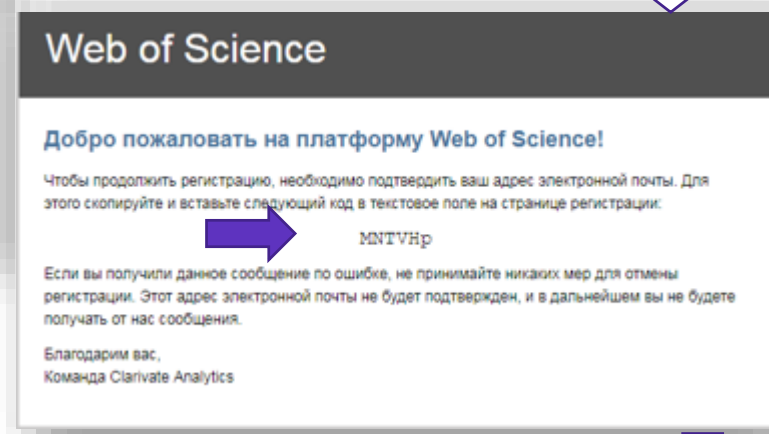 Web of Science
Добро пожаловать на платформу Web of Science!
Чтобы продолжить регистрацию, необходимо подтвердить ваш адрес электронной почты. Для
этого скопируйте и вставьте следующий код в текстовое поле на странице регистрации:
MNTVHp
Если вы получили данное сообщение по ошибке, не принимайте никаких мер для отмены
регистрации. Этот адрес электронной почты не будет подтвержден, и в дальнейшем вы не будете
получать от нас сообщения.
Благодарим вас,
Команда Clarivate Analytics